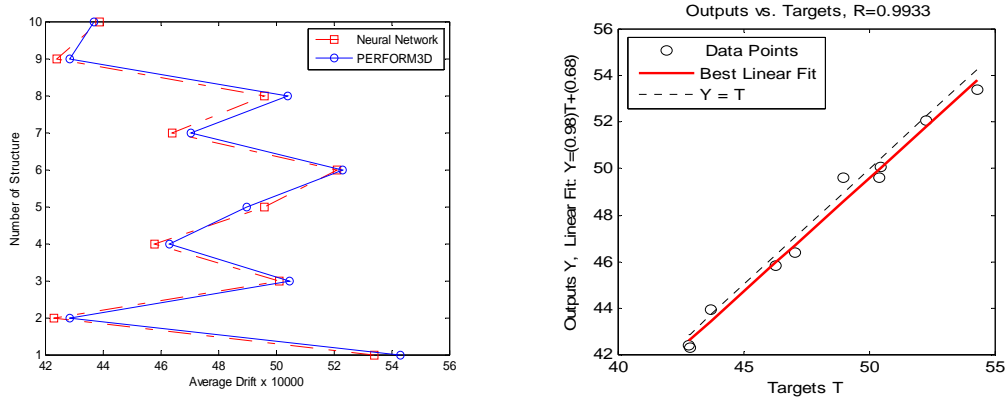 10
9
8
7
6
5
4
3
2
1
Number of Structure
Neural Network
PERFORM3D
42 44 46 48 50 52 54 56
Average Drift x 10000
Outputs vs. Targets, R=0.9933
56
54
52
50
48
46
44
42
Outputs Y, Linear Fit: Y=(0.98)T+(0.68)
Data Points
Best Linear Fit
Y = T
40 45 50 55
Targets T